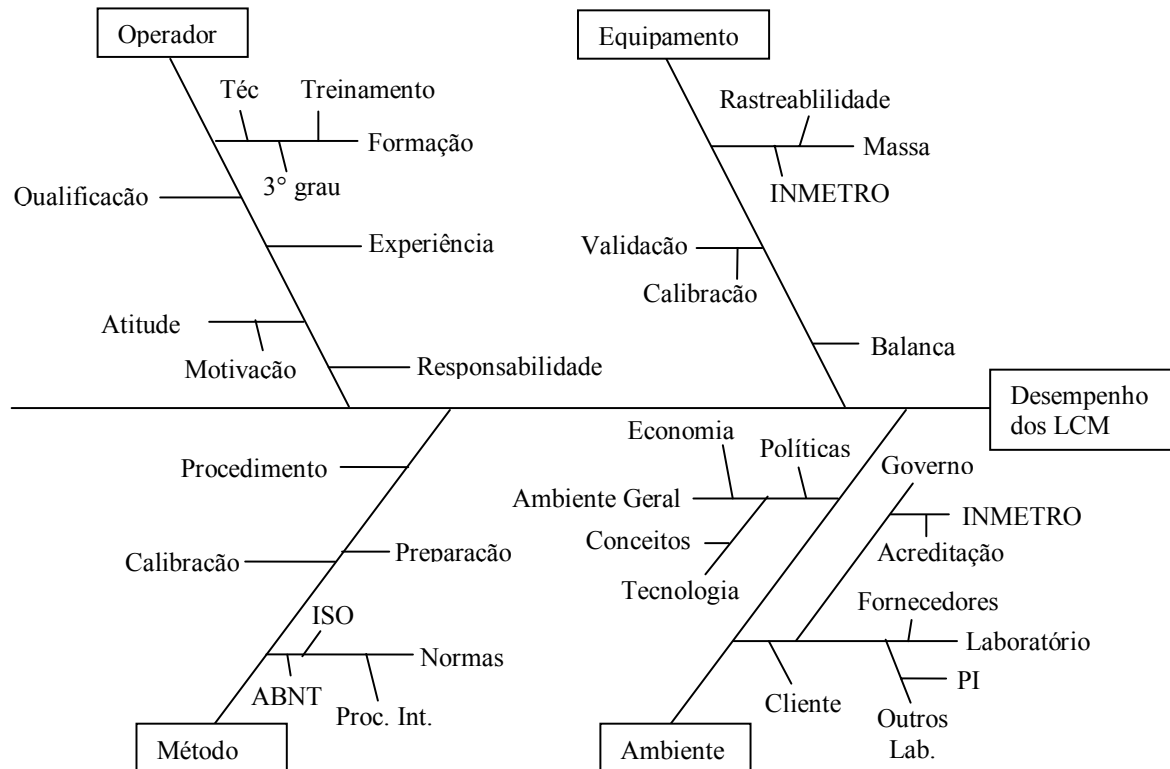 Operador
Equipamento
Téc
Treinamento
Formação
3° grau
Qualificacão
Experiência
Atitude
Motivacão
Responsabilidade
Rastreablilidade
Massa
INMETRO
Validacão
Calibracão
Balanca
Desempenho
dos LCM
Procedimento
Calibracão
Preparacão
ISO
Normas
ABNT
Proc. Int.
Economia
Políticas
Ambiente Geral
Conceitos
Tecnologia
Governo
INMETRO
Acreditação
Fornecedores
Laboratório
Cliente
PI
Outros
Lab.
Método
Ambiente